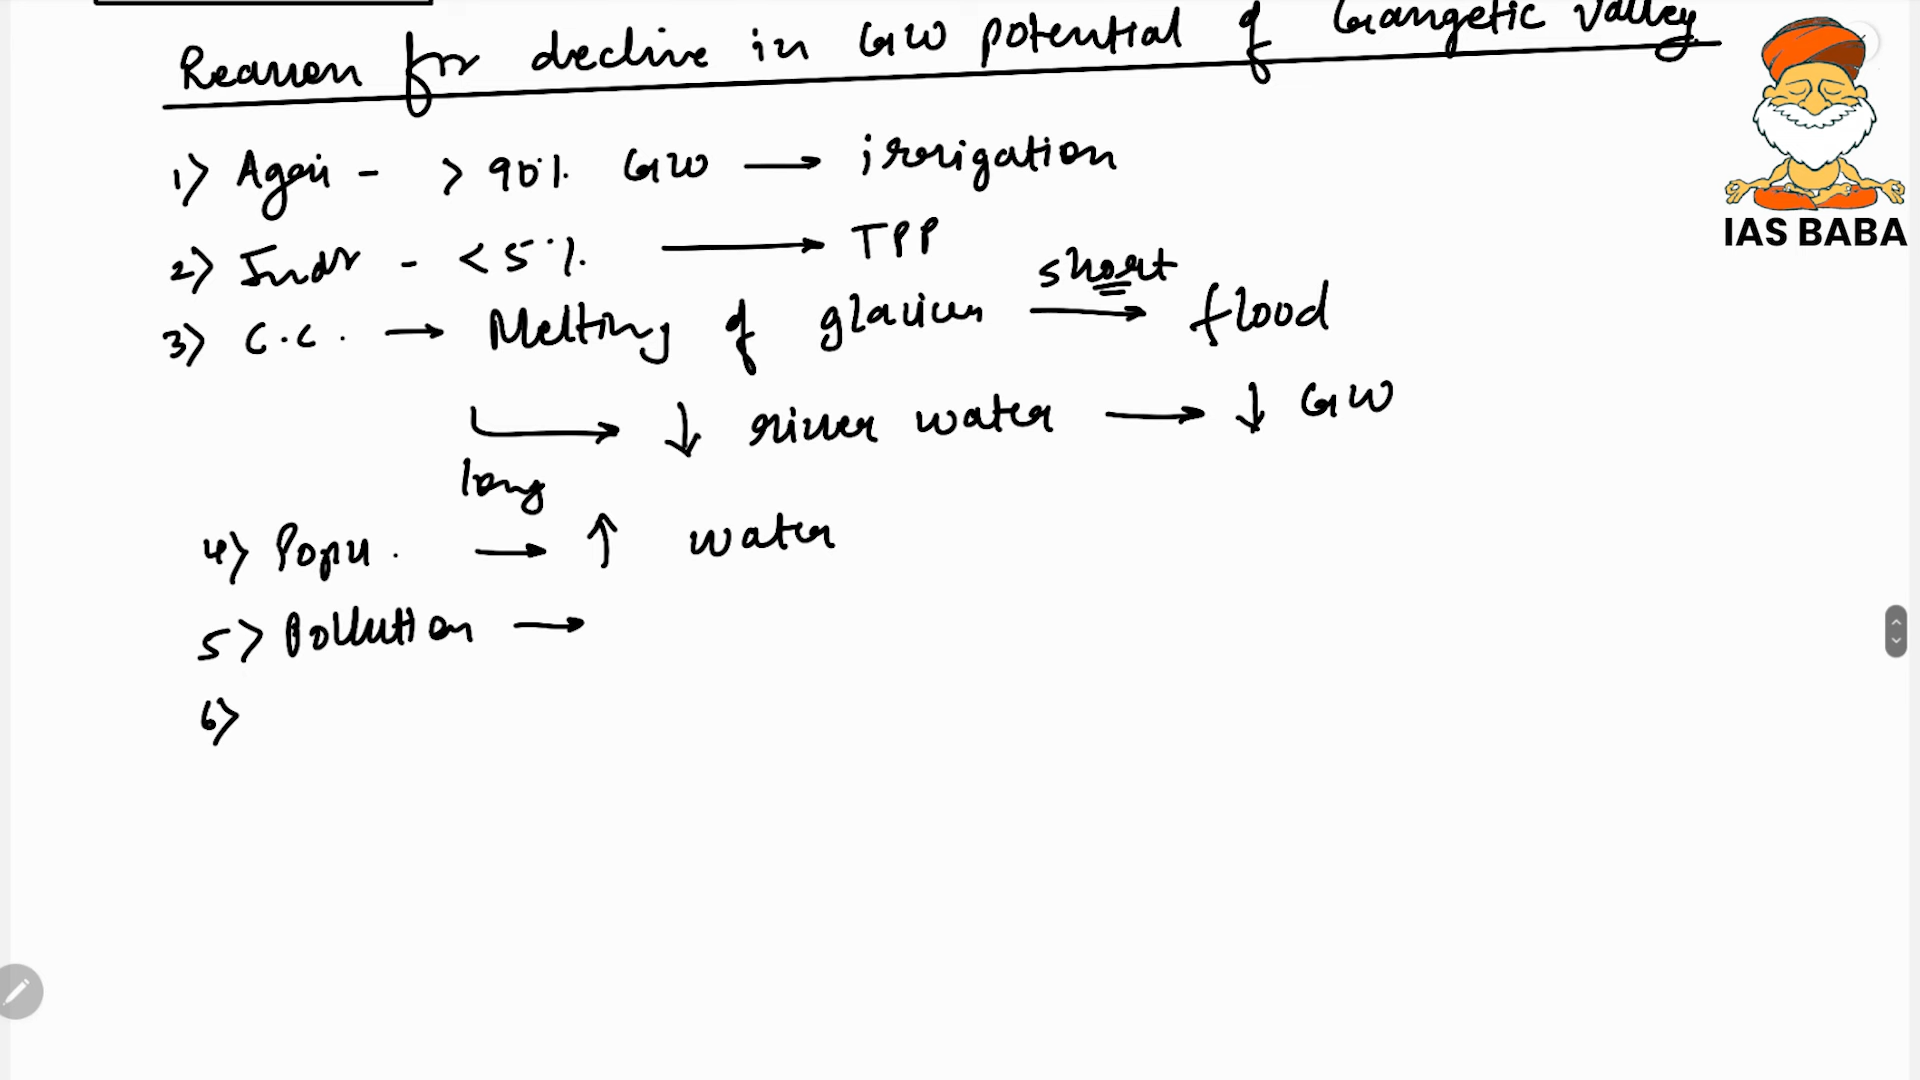 Reason for decline in GW potential of Gangetic Valley
1) Agri - > 90% GW → irrigation
2) Indr - < 5% → TPP
3) C.C. → Melting of glaciers short → flood
long → ↓ river water → ↓ GW
4) Popu. → ↑ water
5) Pollution →
6)
IAS BABA